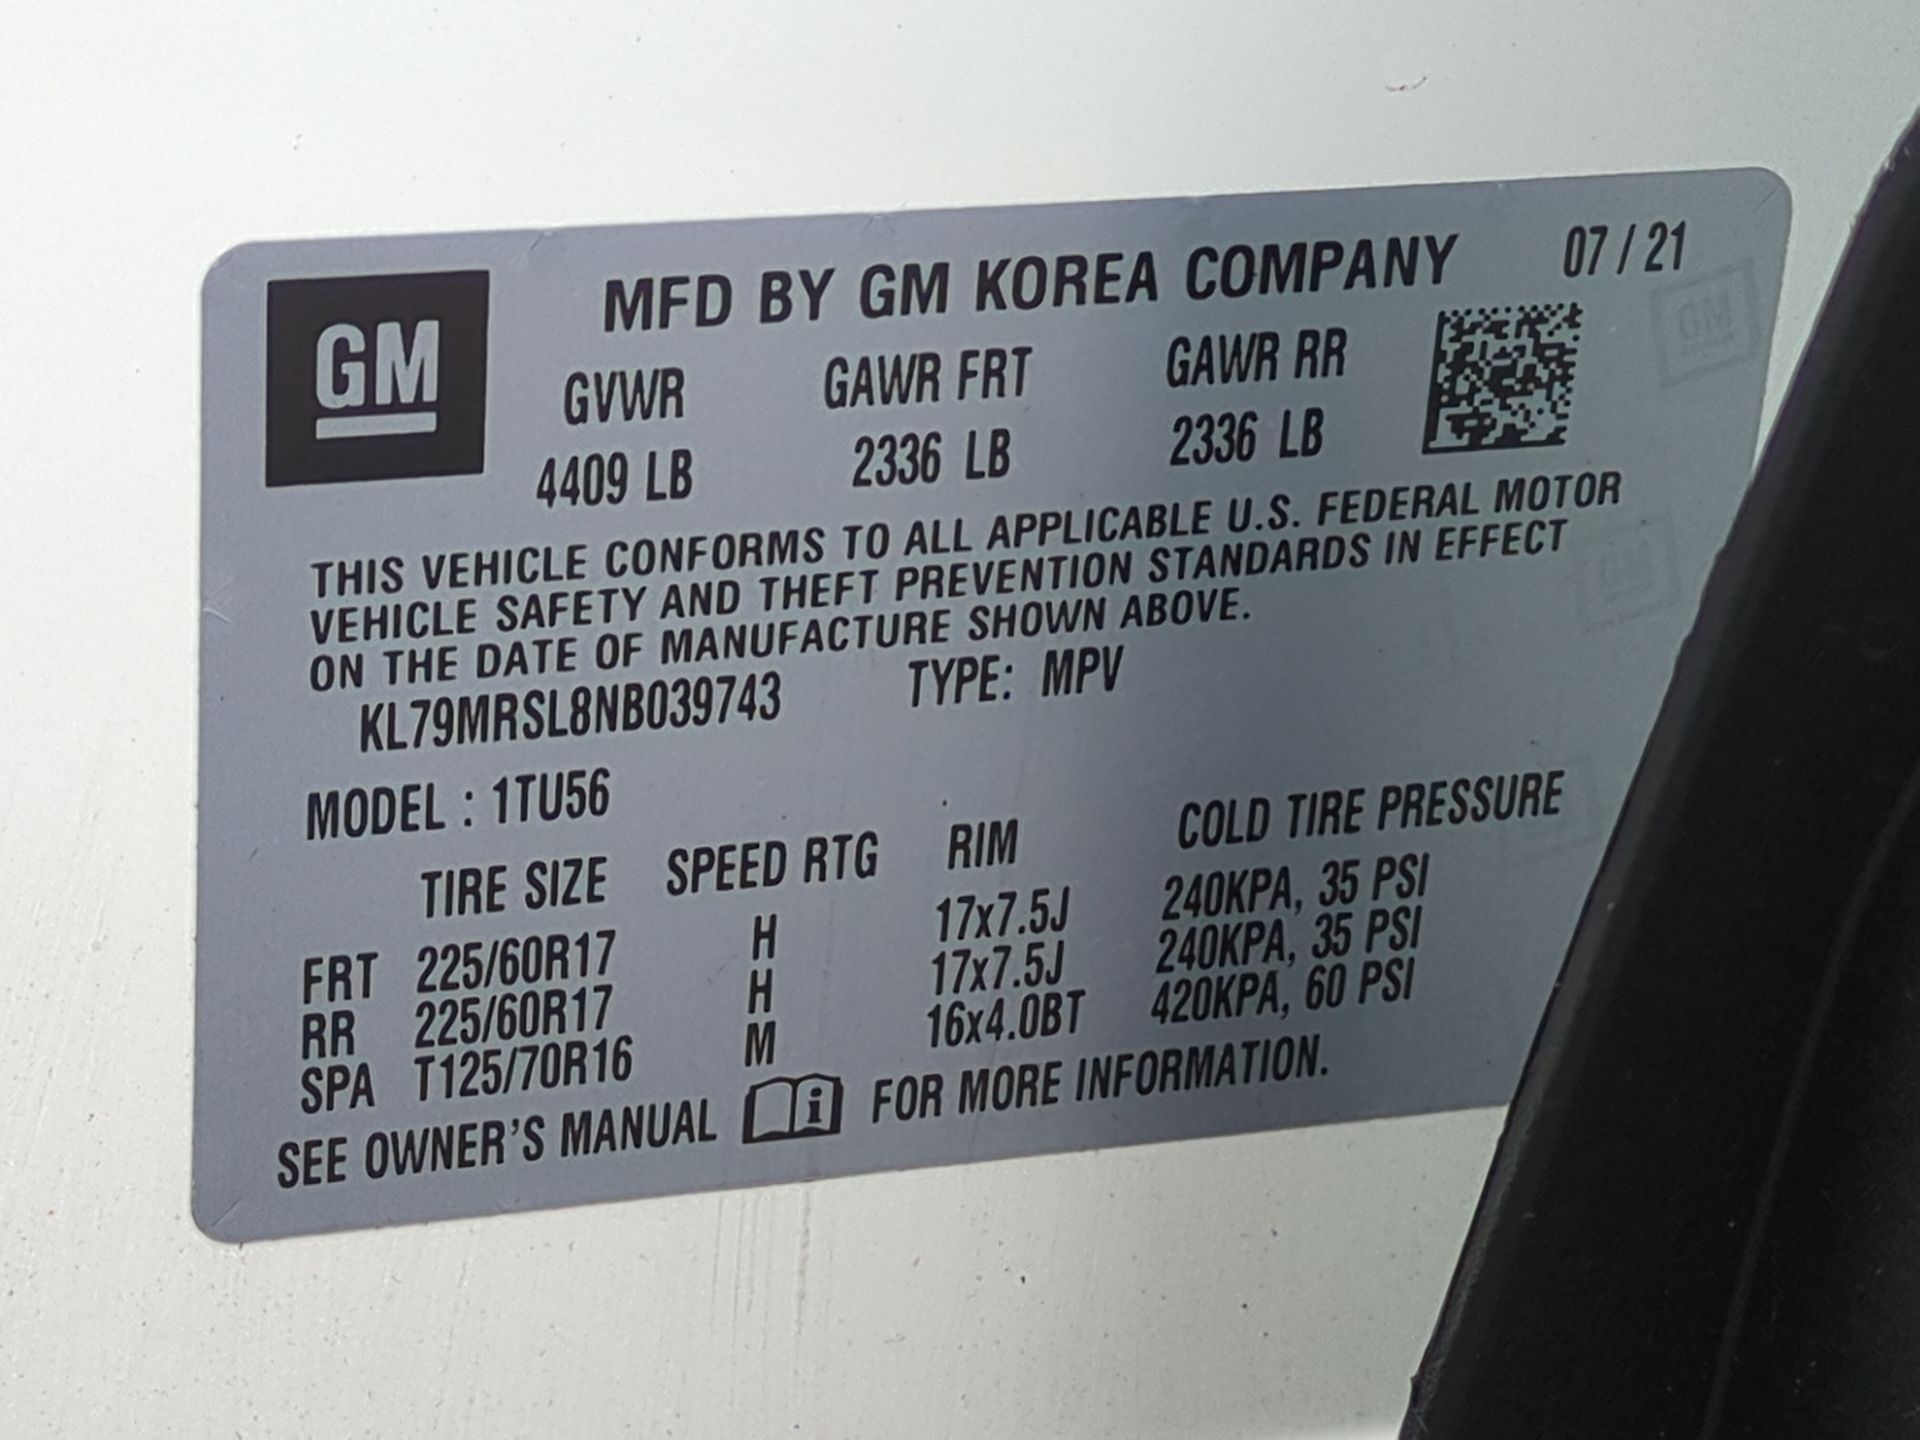 GM
MFD BY GM KOREA COMPANY 07 / 21
GVWR GAWR FRT GAWR RR
4409 LB 2336 LB 2336 LB
THIS VEHICLE CONFORMS TO ALL APPLICABLE U.S. FEDERAL MOTOR
VEHICLE SAFETY AND THEFT PREVENTION STANDARDS IN EFFECT
ON THE DATE OF MANUFACTURE SHOWN ABOVE.
KL79MRSL8NB039743 TYPE: MPV
MODEL : 1TU56
TIRE SIZE SPEED RTG RIM COLD TIRE PRESSURE
FRT 225/60R17 H 17x7.5J 240KPA, 35 PSI
RR 225/60R17 H 17x7.5J 240KPA, 35 PSI
SPA T125/70R16 M 16x4.0BT 420KPA, 60 PSI
SEE OWNER'S MANUAL i FOR MORE INFORMATION.
GM
GM